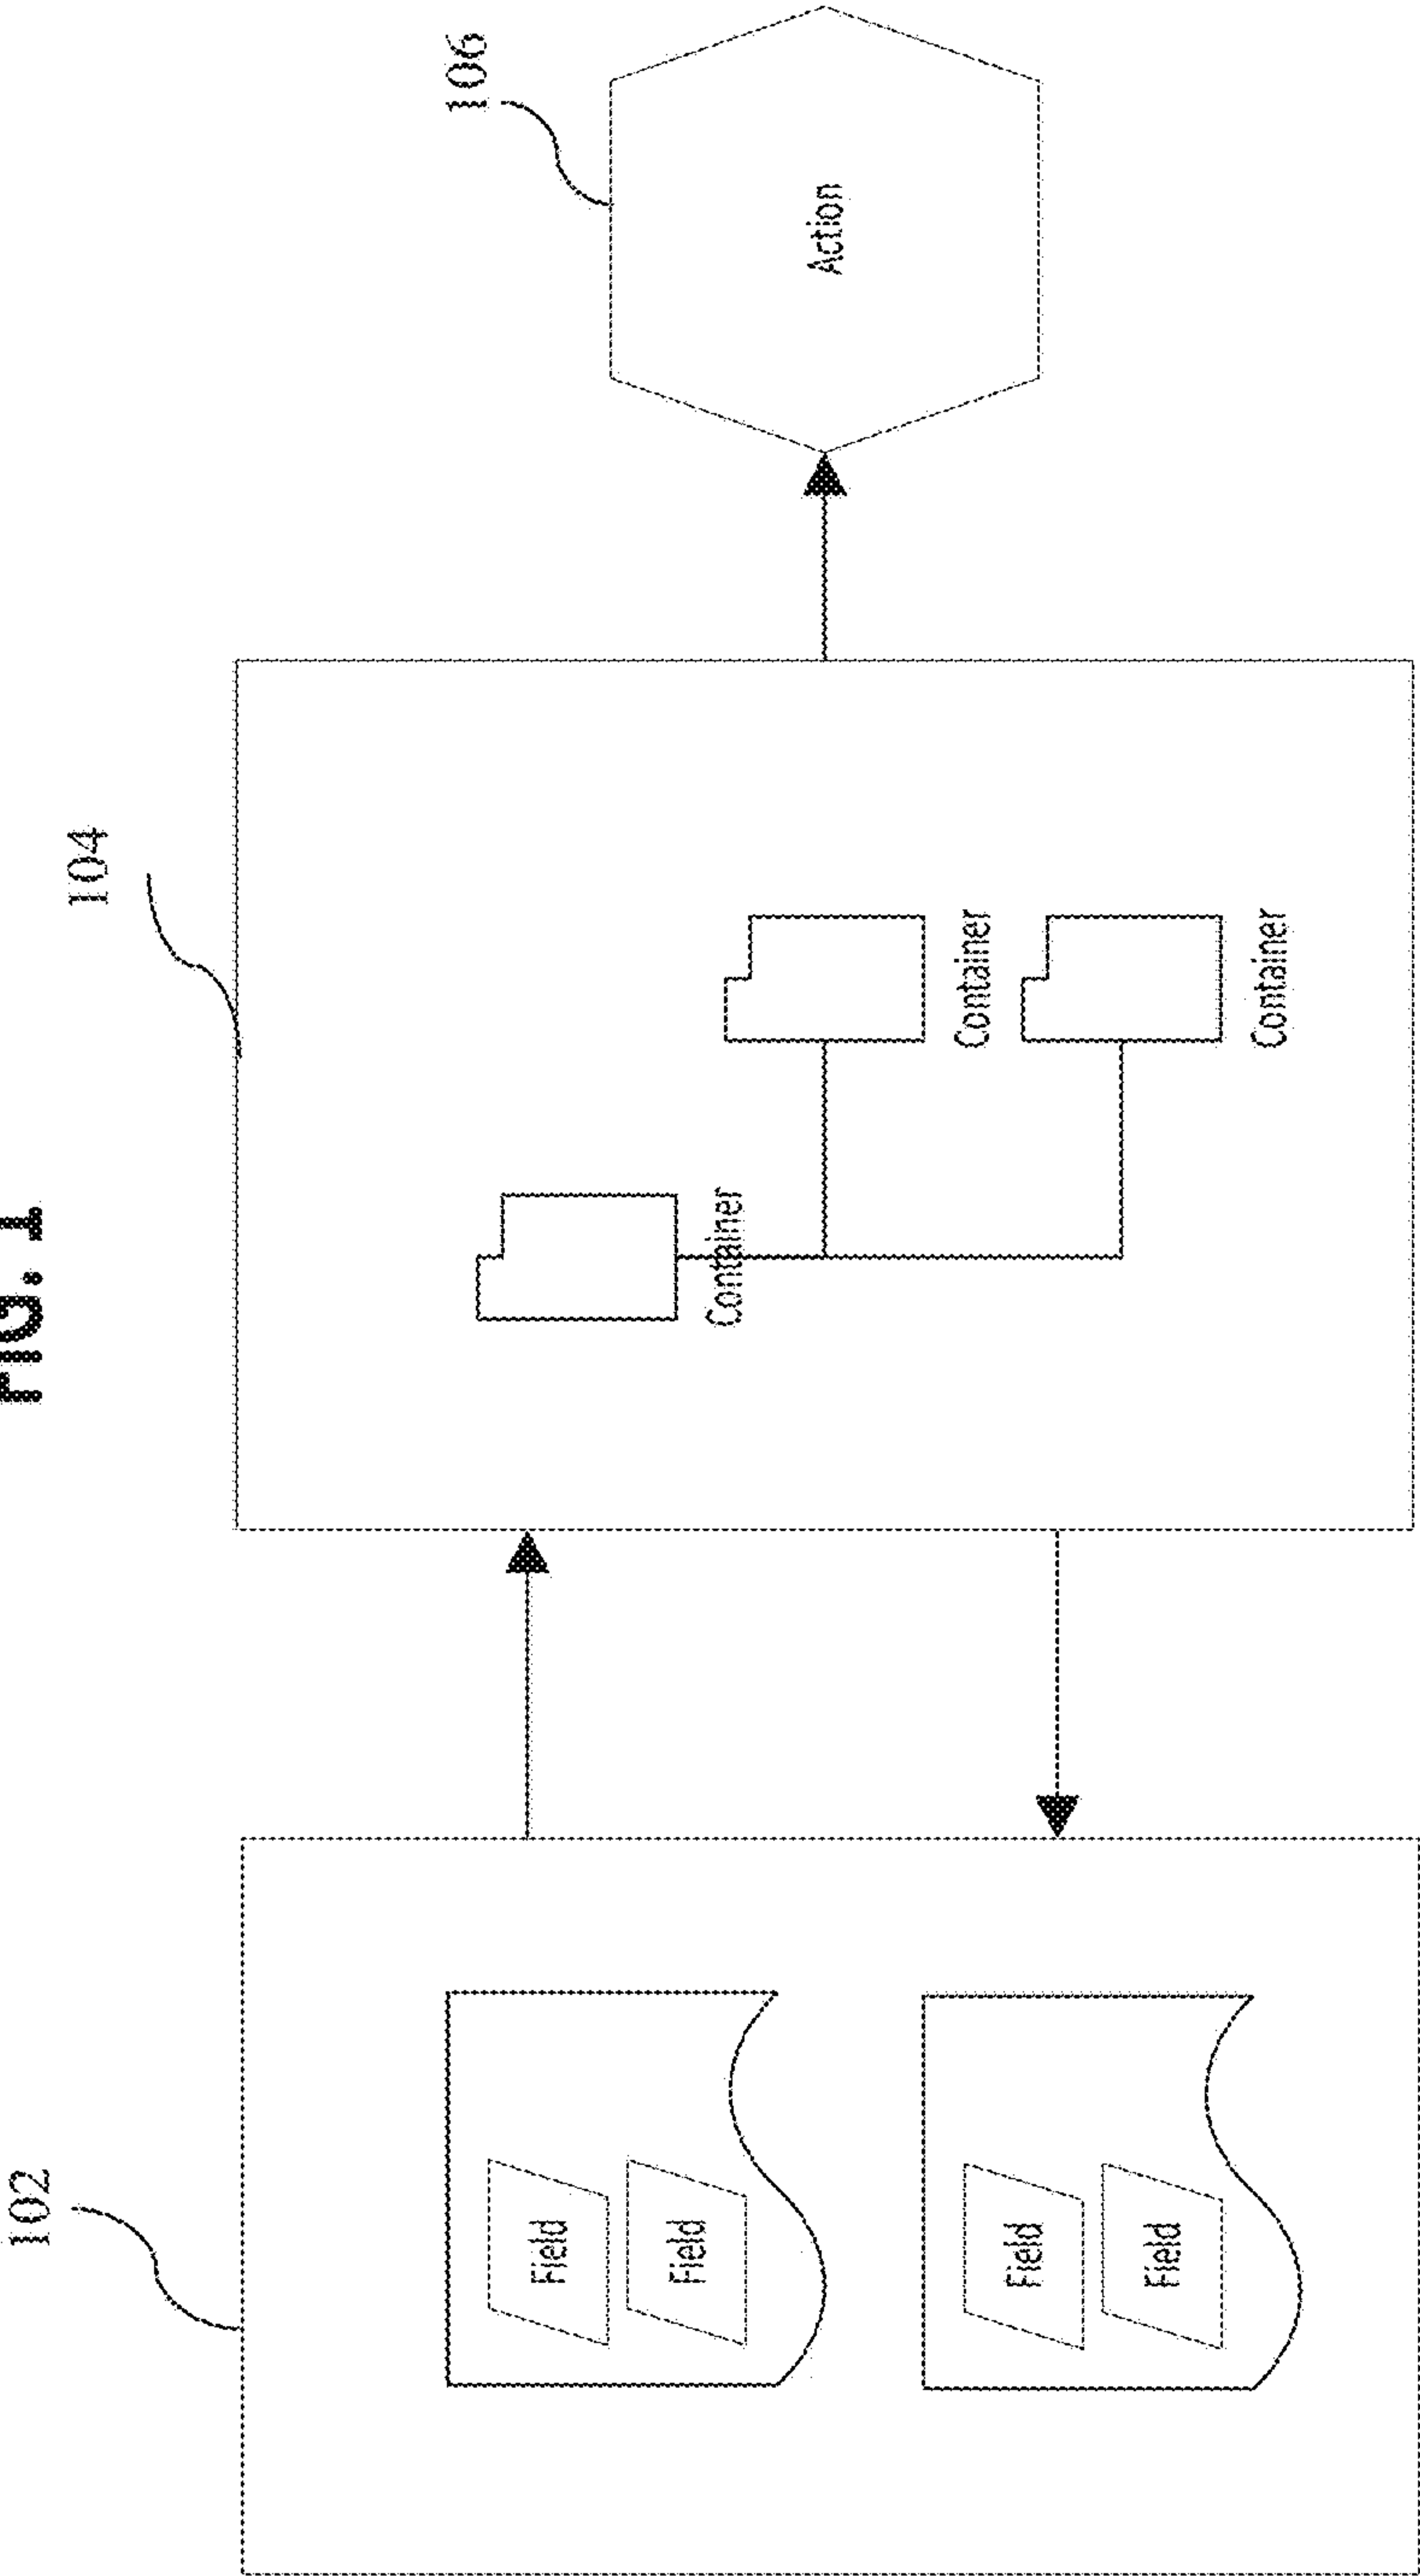 FIG. 1
102
104
106
Field
Field
Field
Field
Container
Container
Container
Action